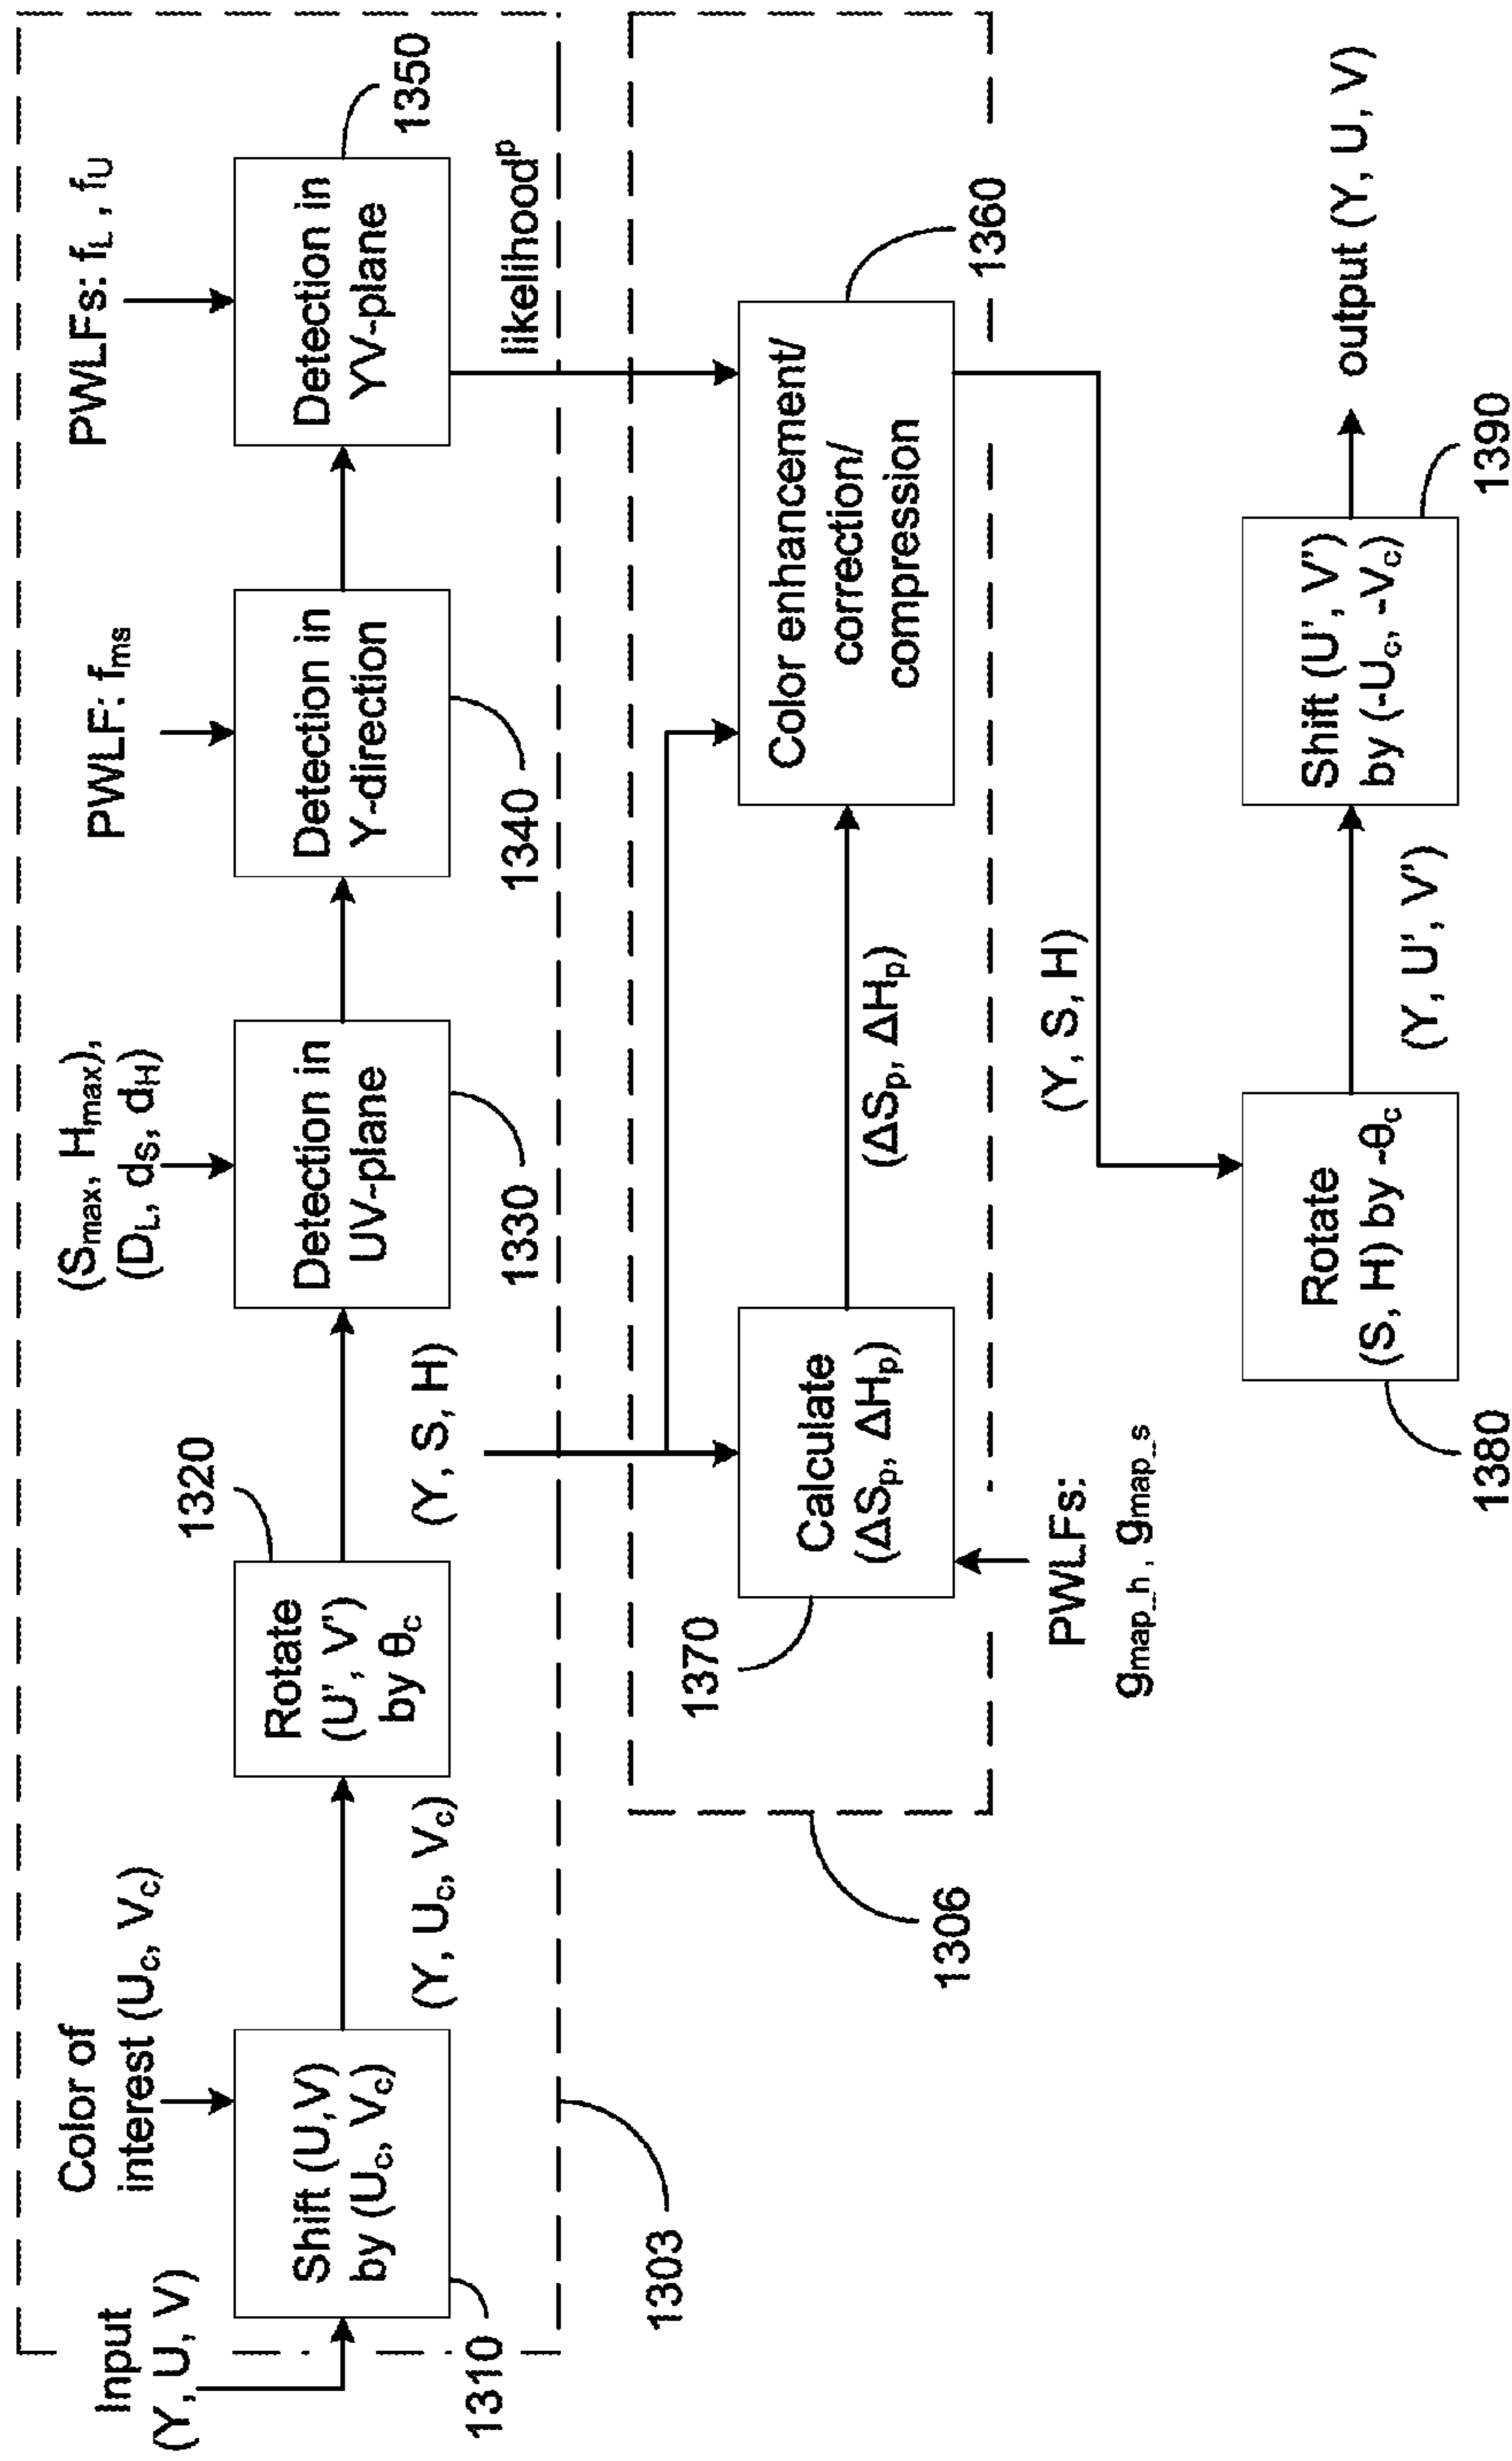 Input
(Y, U, V)
Color of
interest (Uc, Vc)
Shift (U,V)
by (Uc, Vc)
1310
(Y, Uc, Vc)
Rotate
(U', V')
by θc
1320
(Y, S, H)
(Smax, Hmax),
(DL, dS, dH)
Detection in
UV-plane
1330
PWLF: fms
Detection in
Y-direction
1340
PWLFs: fL , fU
Detection in
YV-plane
1350
likelihood^p
1303
1306
1370
Calculate
(ΔSp, ΔHp)
PWLFs:
gmap_h , gmap_s
(ΔSp, ΔHp)
Color enhancement/
correction/
compression
1360
(Y, S, H)
Rotate
(S, H) by -θc
1380
(Y, U', V')
Shift (U', V')
by (-Uc, -Vc)
1390
output (Y, U, V)